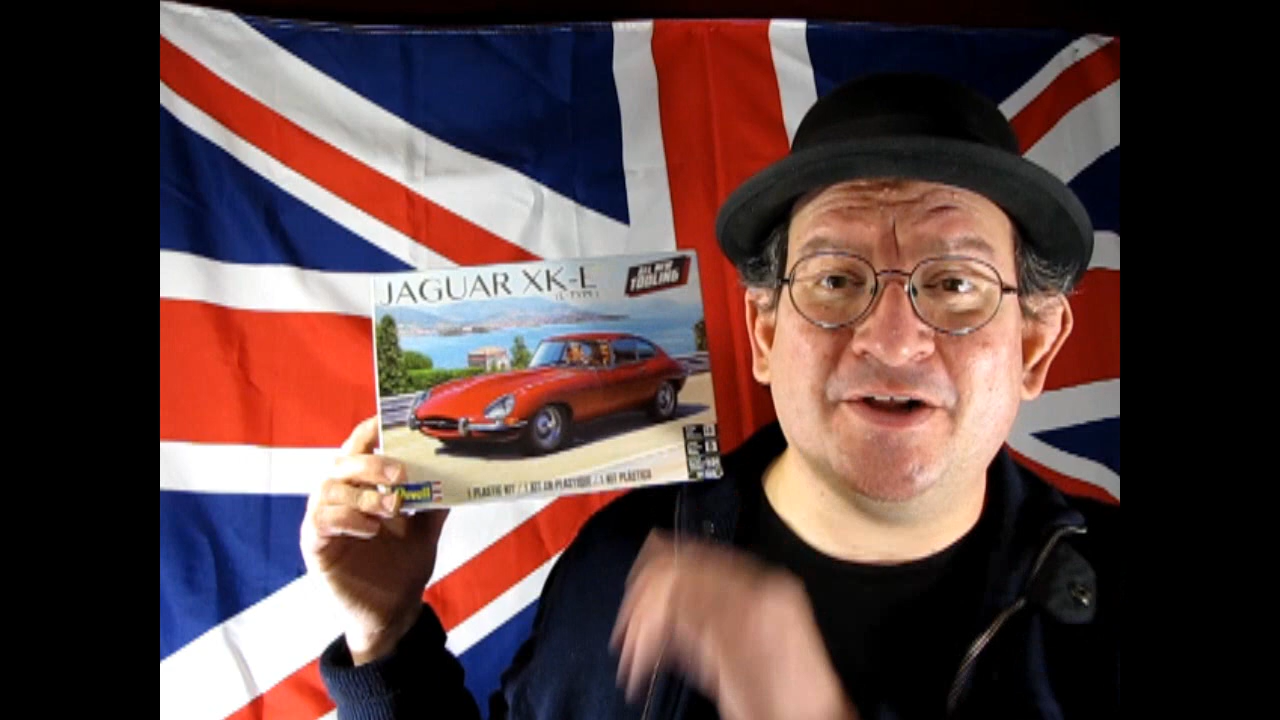 JAGUAR XK-E
(E-TYPE)
ALL NEW
TOOLING
Revell
1 PLASTIC KIT / 1 KIT EN PLASTIQUE / 1 KIT PLÁSTICO